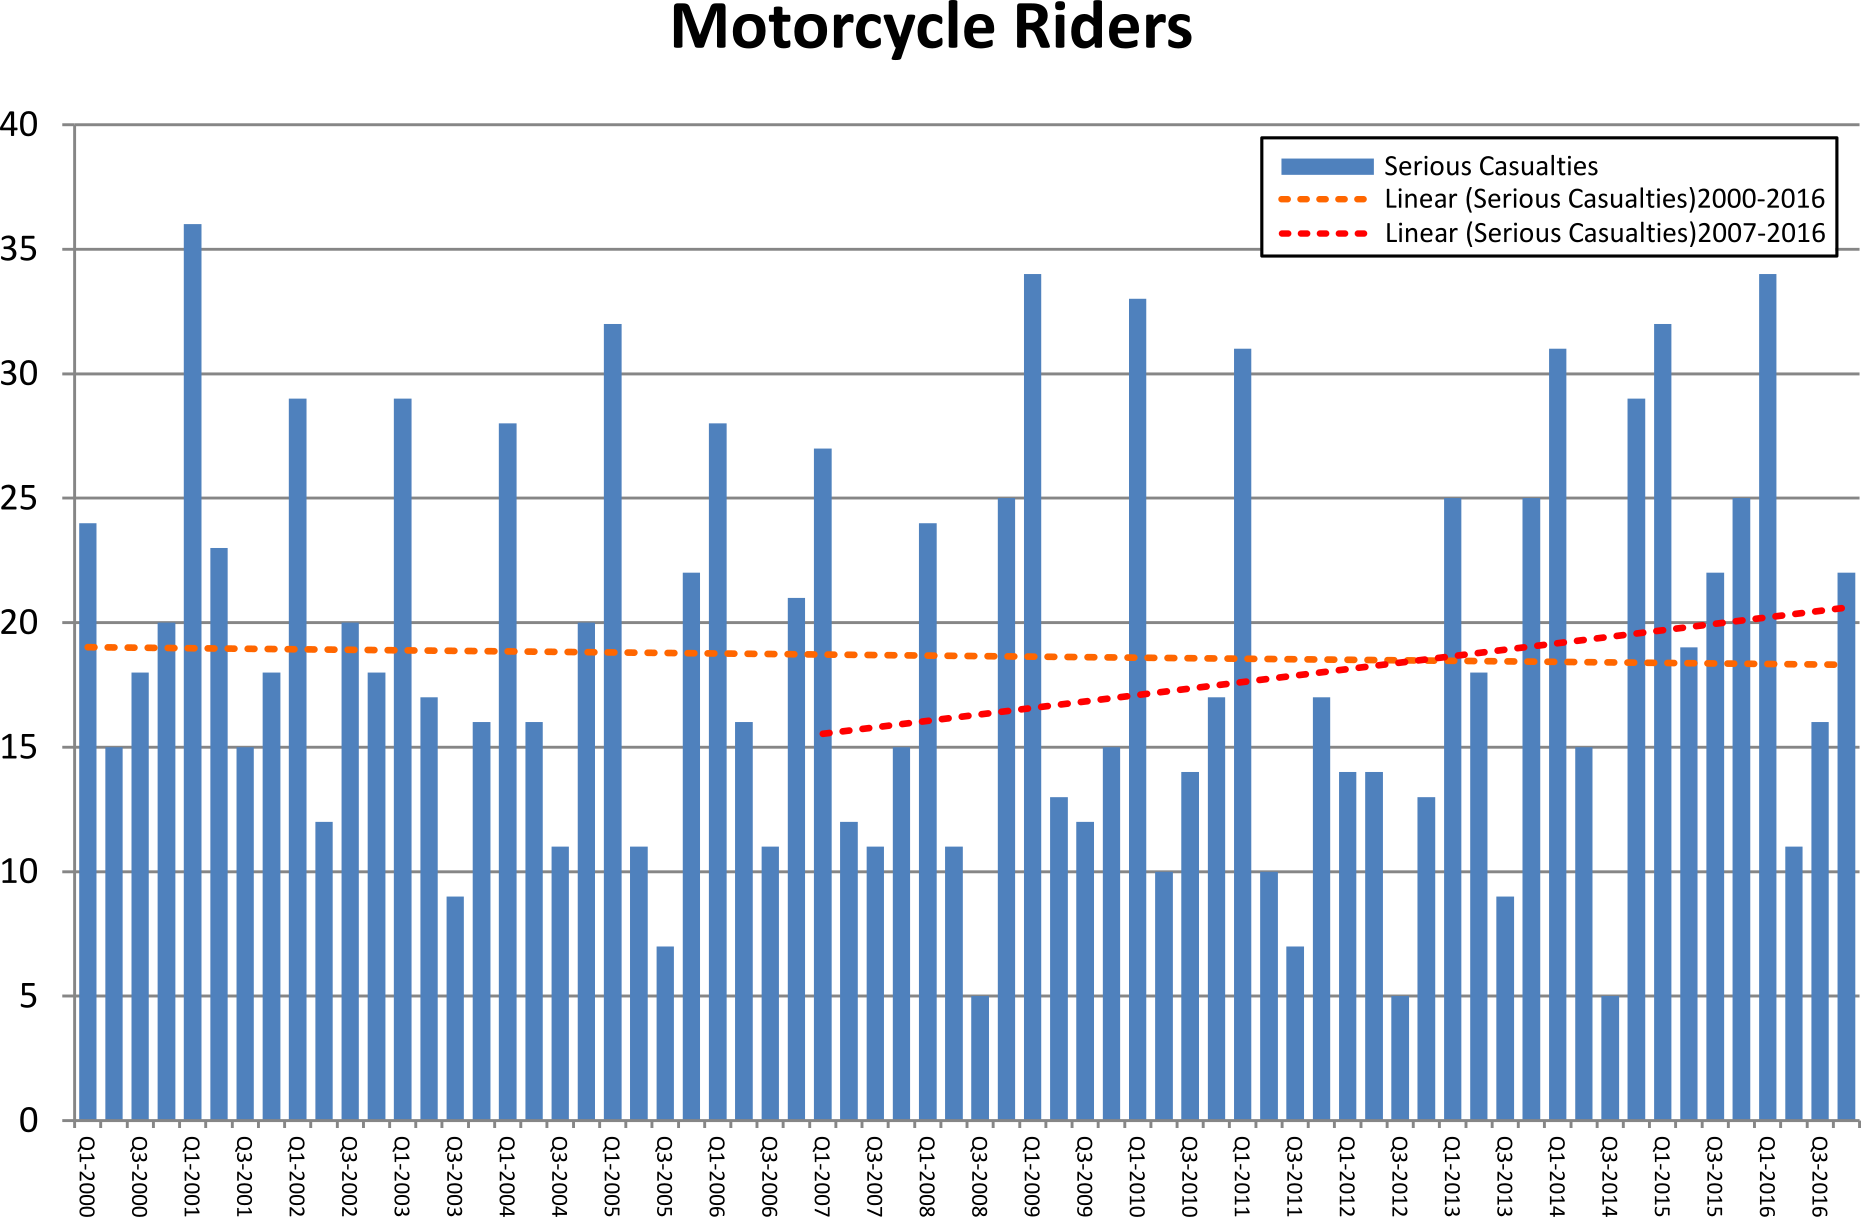 Motorcycle Riders
40
35
30
25
20
15
10
5
0
Serious Casualties
Linear (Serious Casualties)2000-2016
Linear (Serious Casualties)2007-2016
Q1-2000
Q3-2000
Q1-2001
Q3-2001
Q1-2002
Q3-2002
Q1-2003
Q3-2003
Q1-2004
Q3-2004
Q1-2005
Q3-2005
Q1-2006
Q3-2006
Q1-2007
Q3-2007
Q1-2008
Q3-2008
Q1-2009
Q3-2009
Q1-2010
Q3-2010
Q1-2011
Q3-2011
Q1-2012
Q3-2012
Q1-2013
Q3-2013
Q1-2014
Q3-2014
Q1-2015
Q3-2015
Q1-2016
Q3-2016